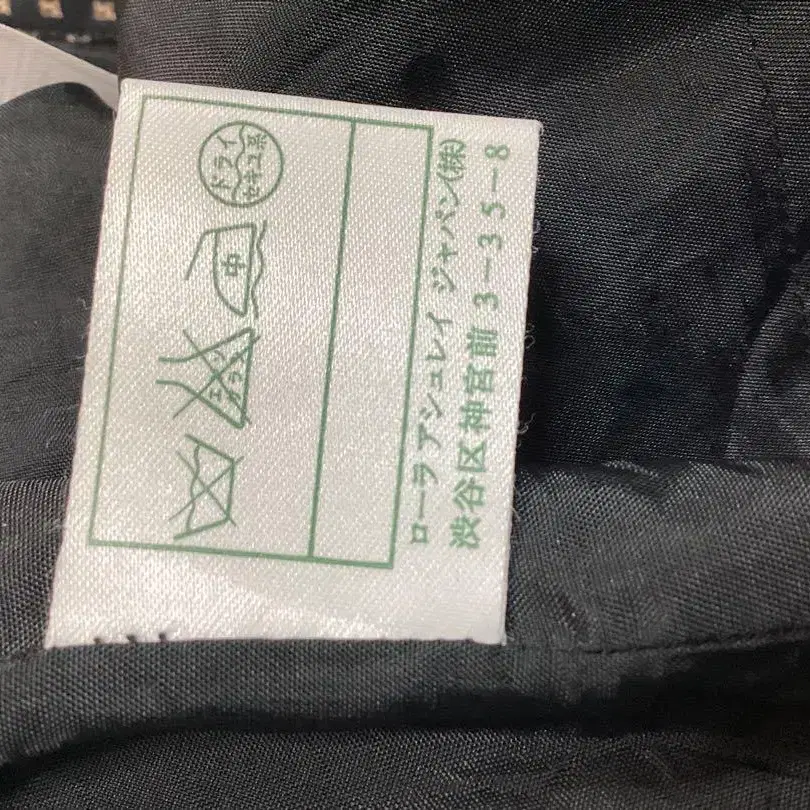 エンソ
サラシ
中
ドライ
セキユ系
ローラ アシュレイ ジャパン(株)
渋谷区神宮前 3-35-8